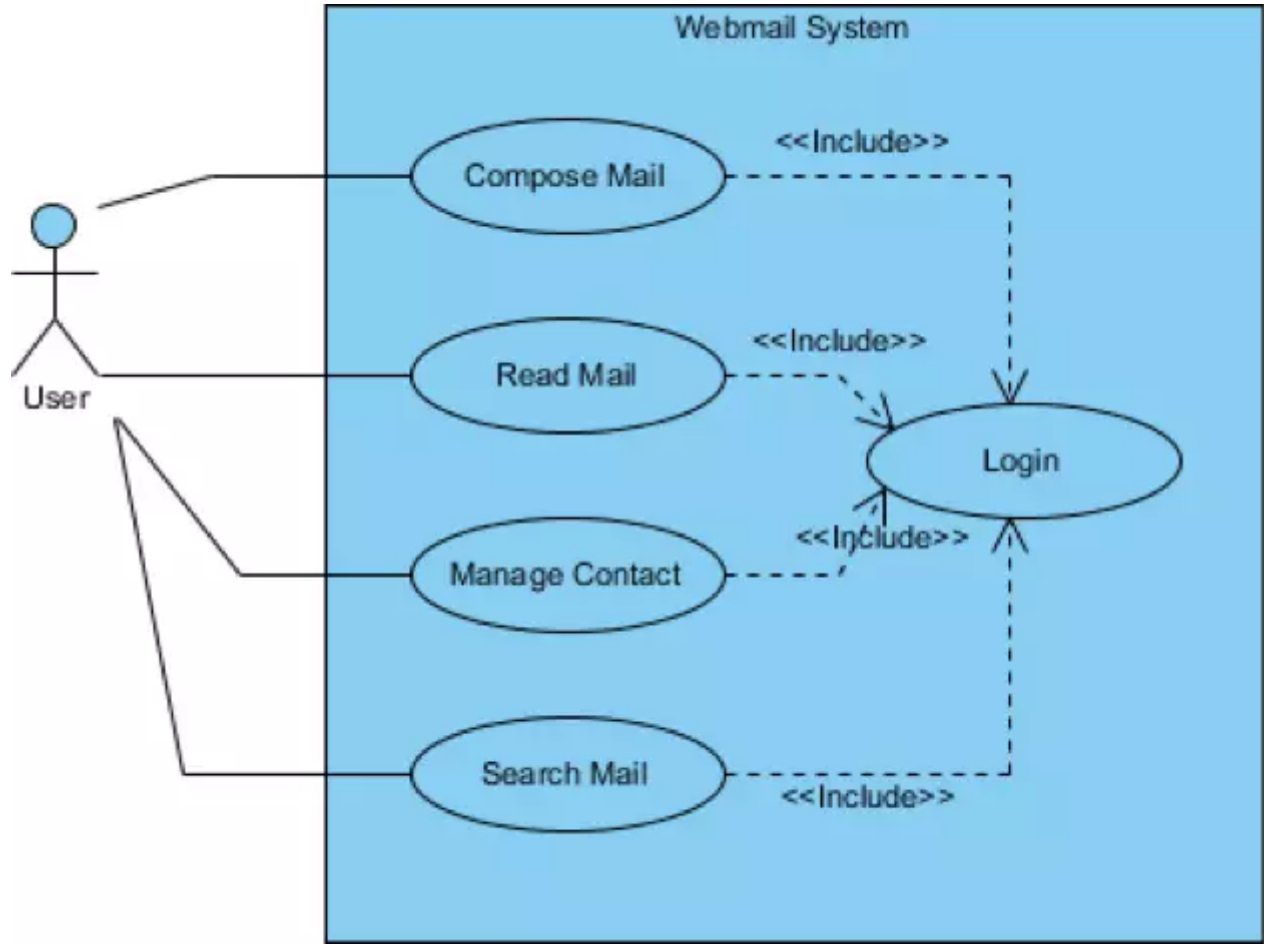 Webmail System
<<Include>>
Compose Mail
<<Include>>
Read Mail
User
Login
<<Include>>
Manage Contact
Search Mail
<<Include>>